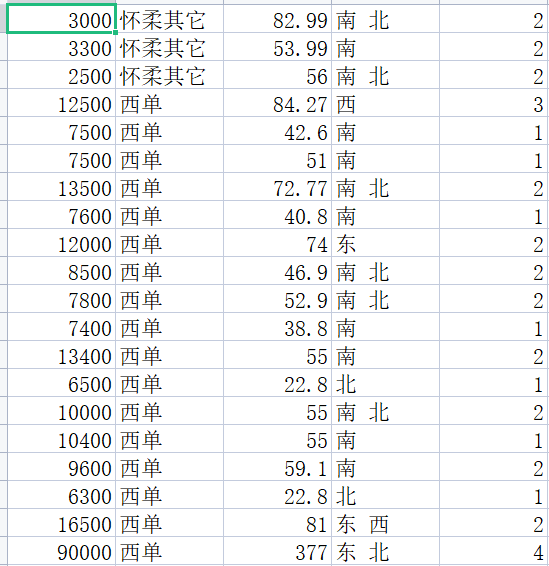 3000 怀柔其它 82.99 南 北 2
3300 怀柔其它 53.99 南 2
2500 怀柔其它 56 南 北 2
12500 西单 84.27 西 3
7500 西单 42.6 南 1
7500 西单 51 南 1
13500 西单 72.77 南 北 2
7600 西单 40.8 南 1
12000 西单 74 东 2
8500 西单 46.9 南 北 2
7800 西单 52.9 南 北 2
7400 西单 38.8 南 1
13400 西单 55 南 2
6500 西单 22.8 北 1
10000 西单 55 南 北 2
10400 西单 55 南 1
9600 西单 59.1 南 2
6300 西单 22.8 北 1
16500 西单 81 东 西 2
90000 西单 377 东 北 4